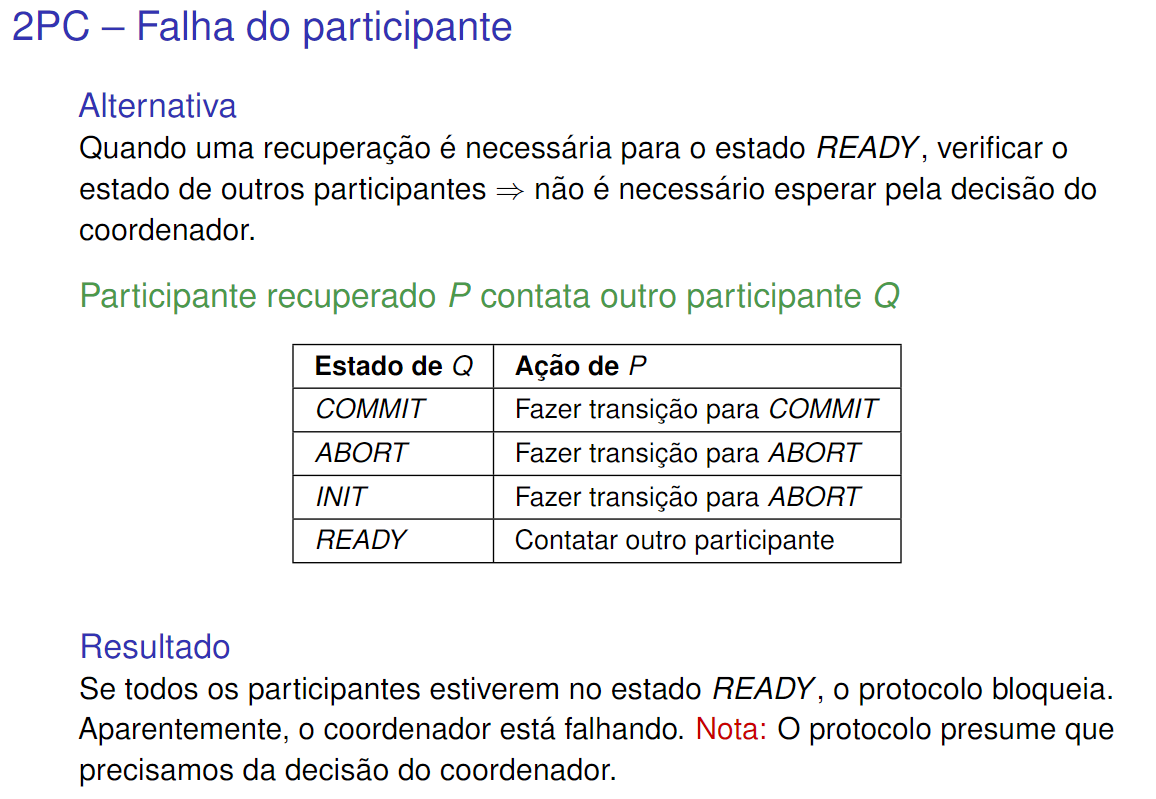 2PC – Falha do participante
Alternativa
Quando uma recuperação é necessária para o estado READY, verificar o
estado de outros participantes ⇒ não é necessário esperar pela decisão do
coordenador.
Participante recuperado P contata outro participante Q
Estado de Q Ação de P
COMMIT Fazer transição para COMMIT
ABORT Fazer transição para ABORT
INIT Fazer transição para ABORT
READY Contatar outro participante
Resultado
Se todos os participantes estiverem no estado READY, o protocolo bloqueia.
Aparentemente, o coordenador está falhando. Nota: O protocolo presume que
precisamos da decisão do coordenador.